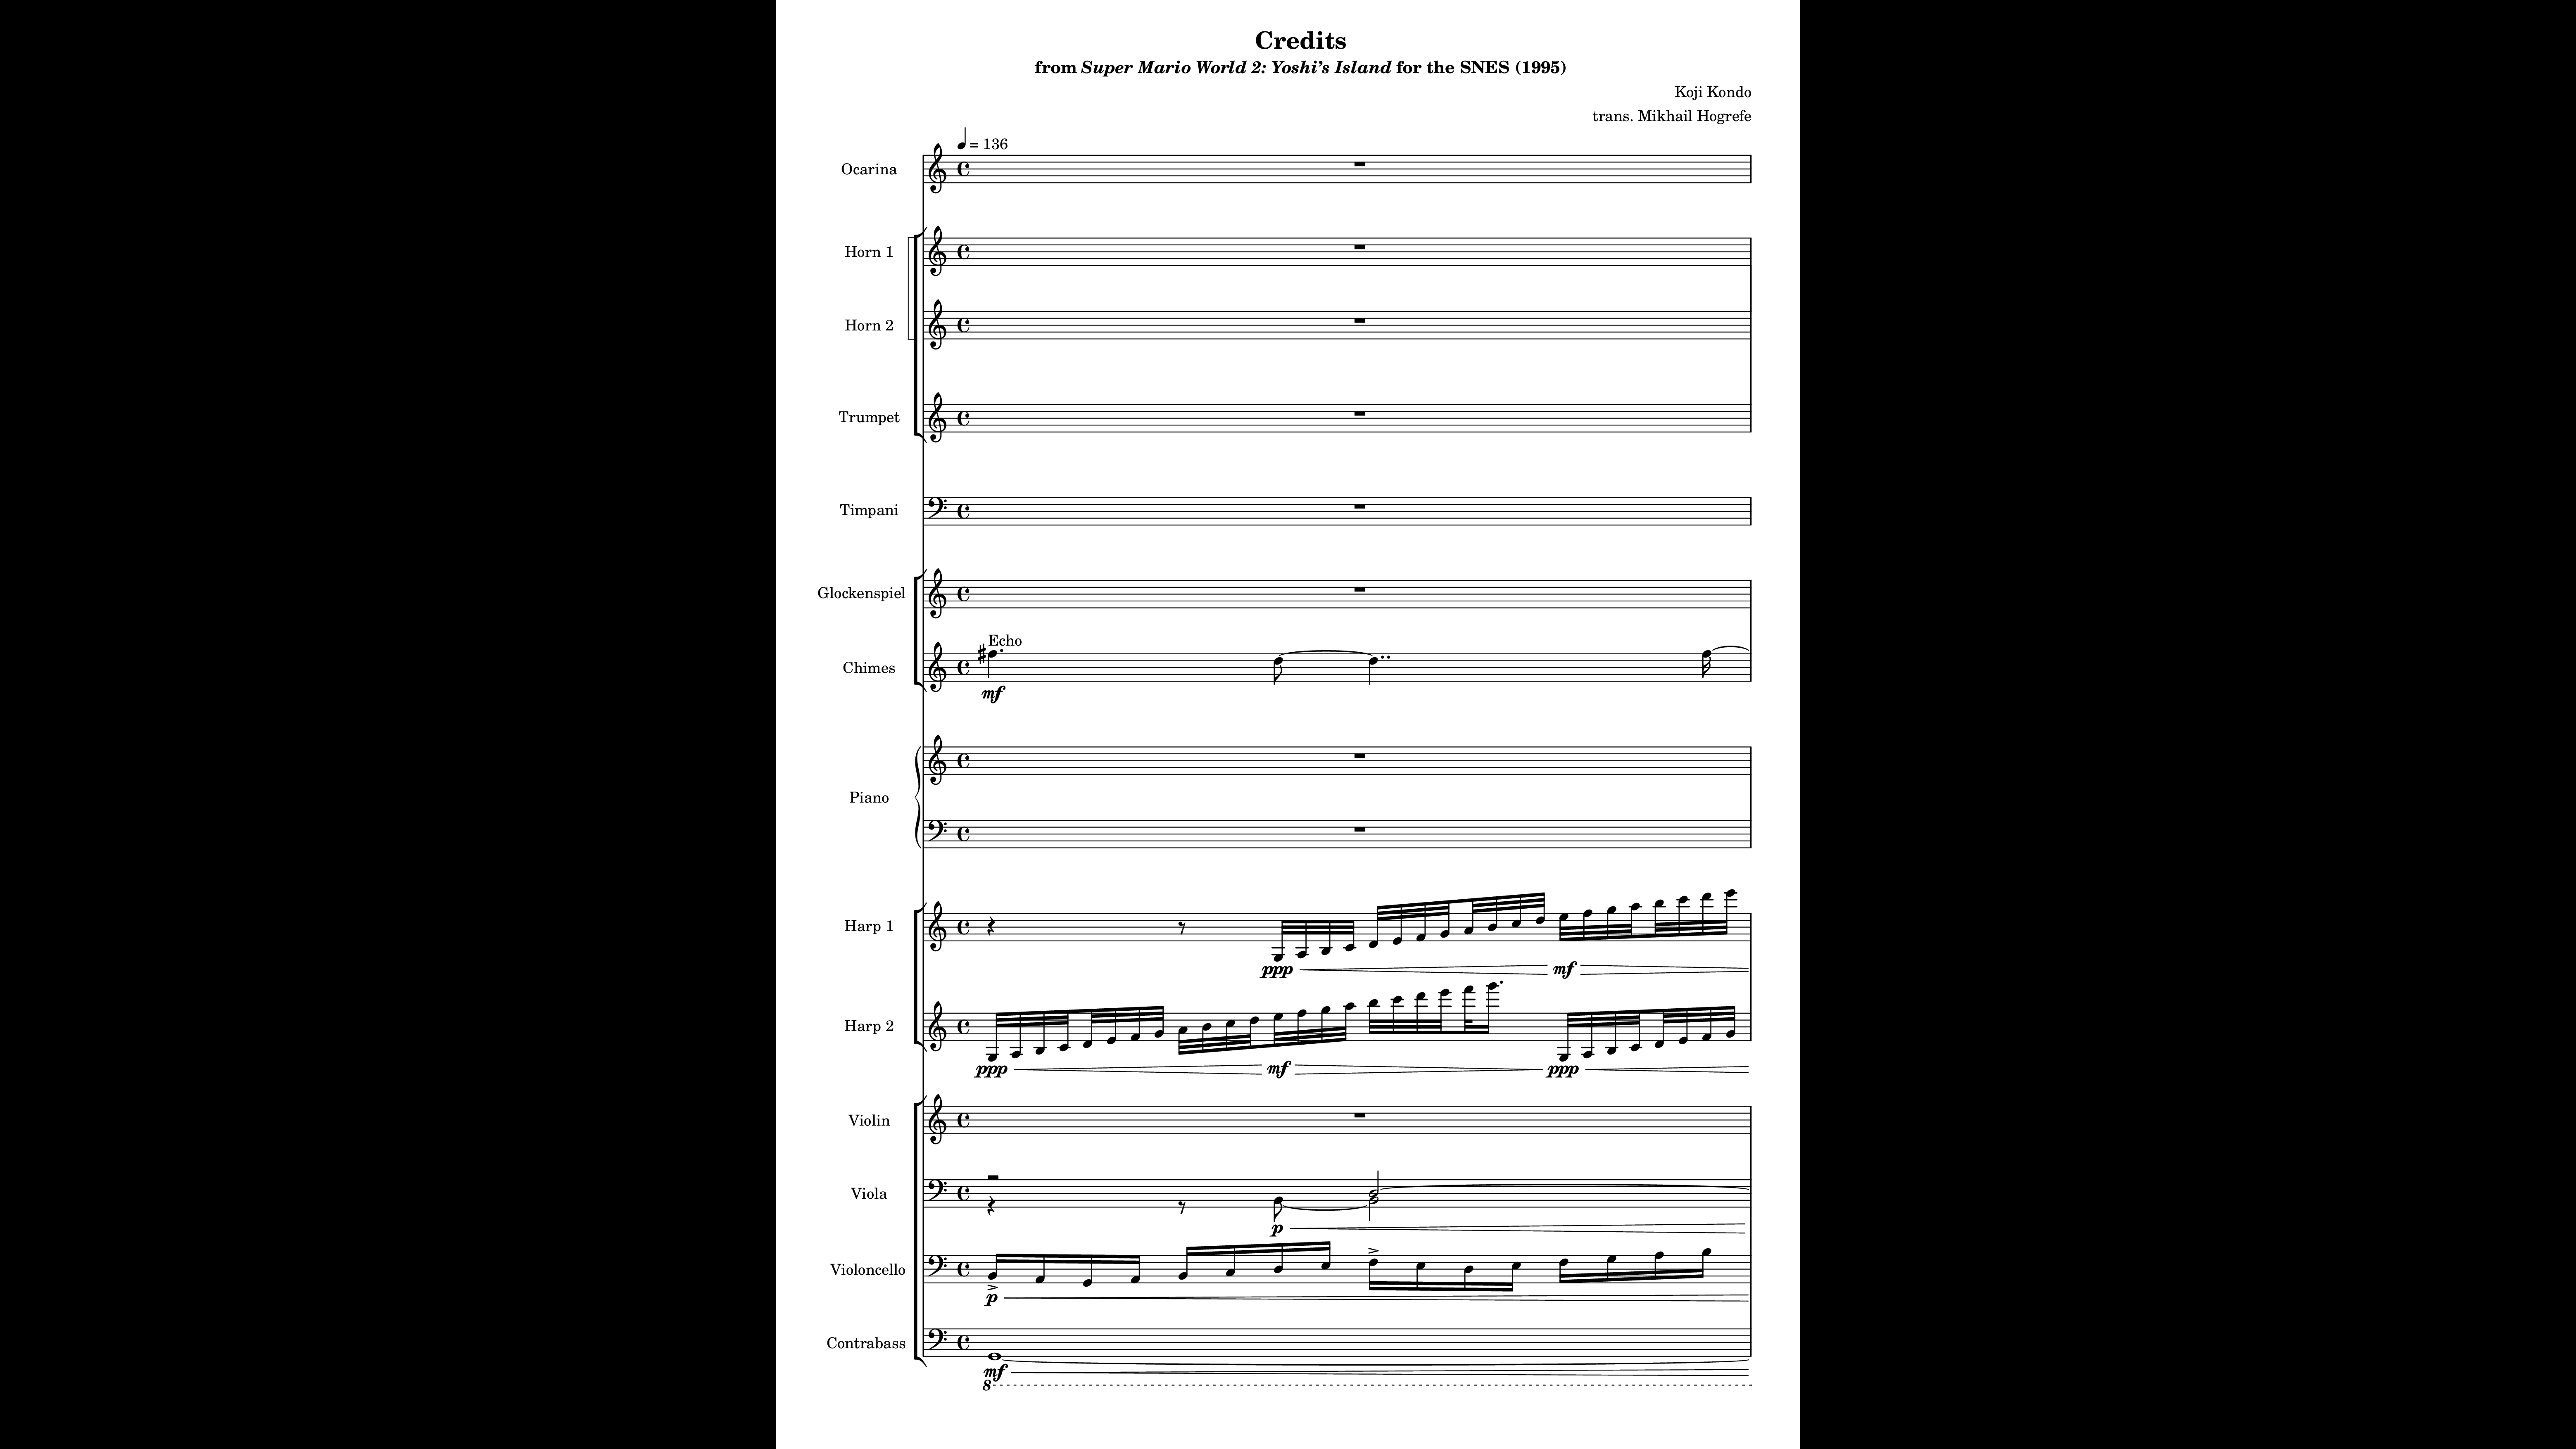 Credits
from Super Mario World 2: Yoshi’s Island for the SNES (1995)
Koji Kondo
trans. Mikhail Hogrefe
= 136
Ocarina
Horn 1
Horn 2
Trumpet
Timpani
Glockenspiel
Echo
Chimes
mf
Piano
Harp 1
ppp mf
Harp 2
ppp mf ppp
Violin
Viola
p
Violoncello
p
Contrabass
mf
8